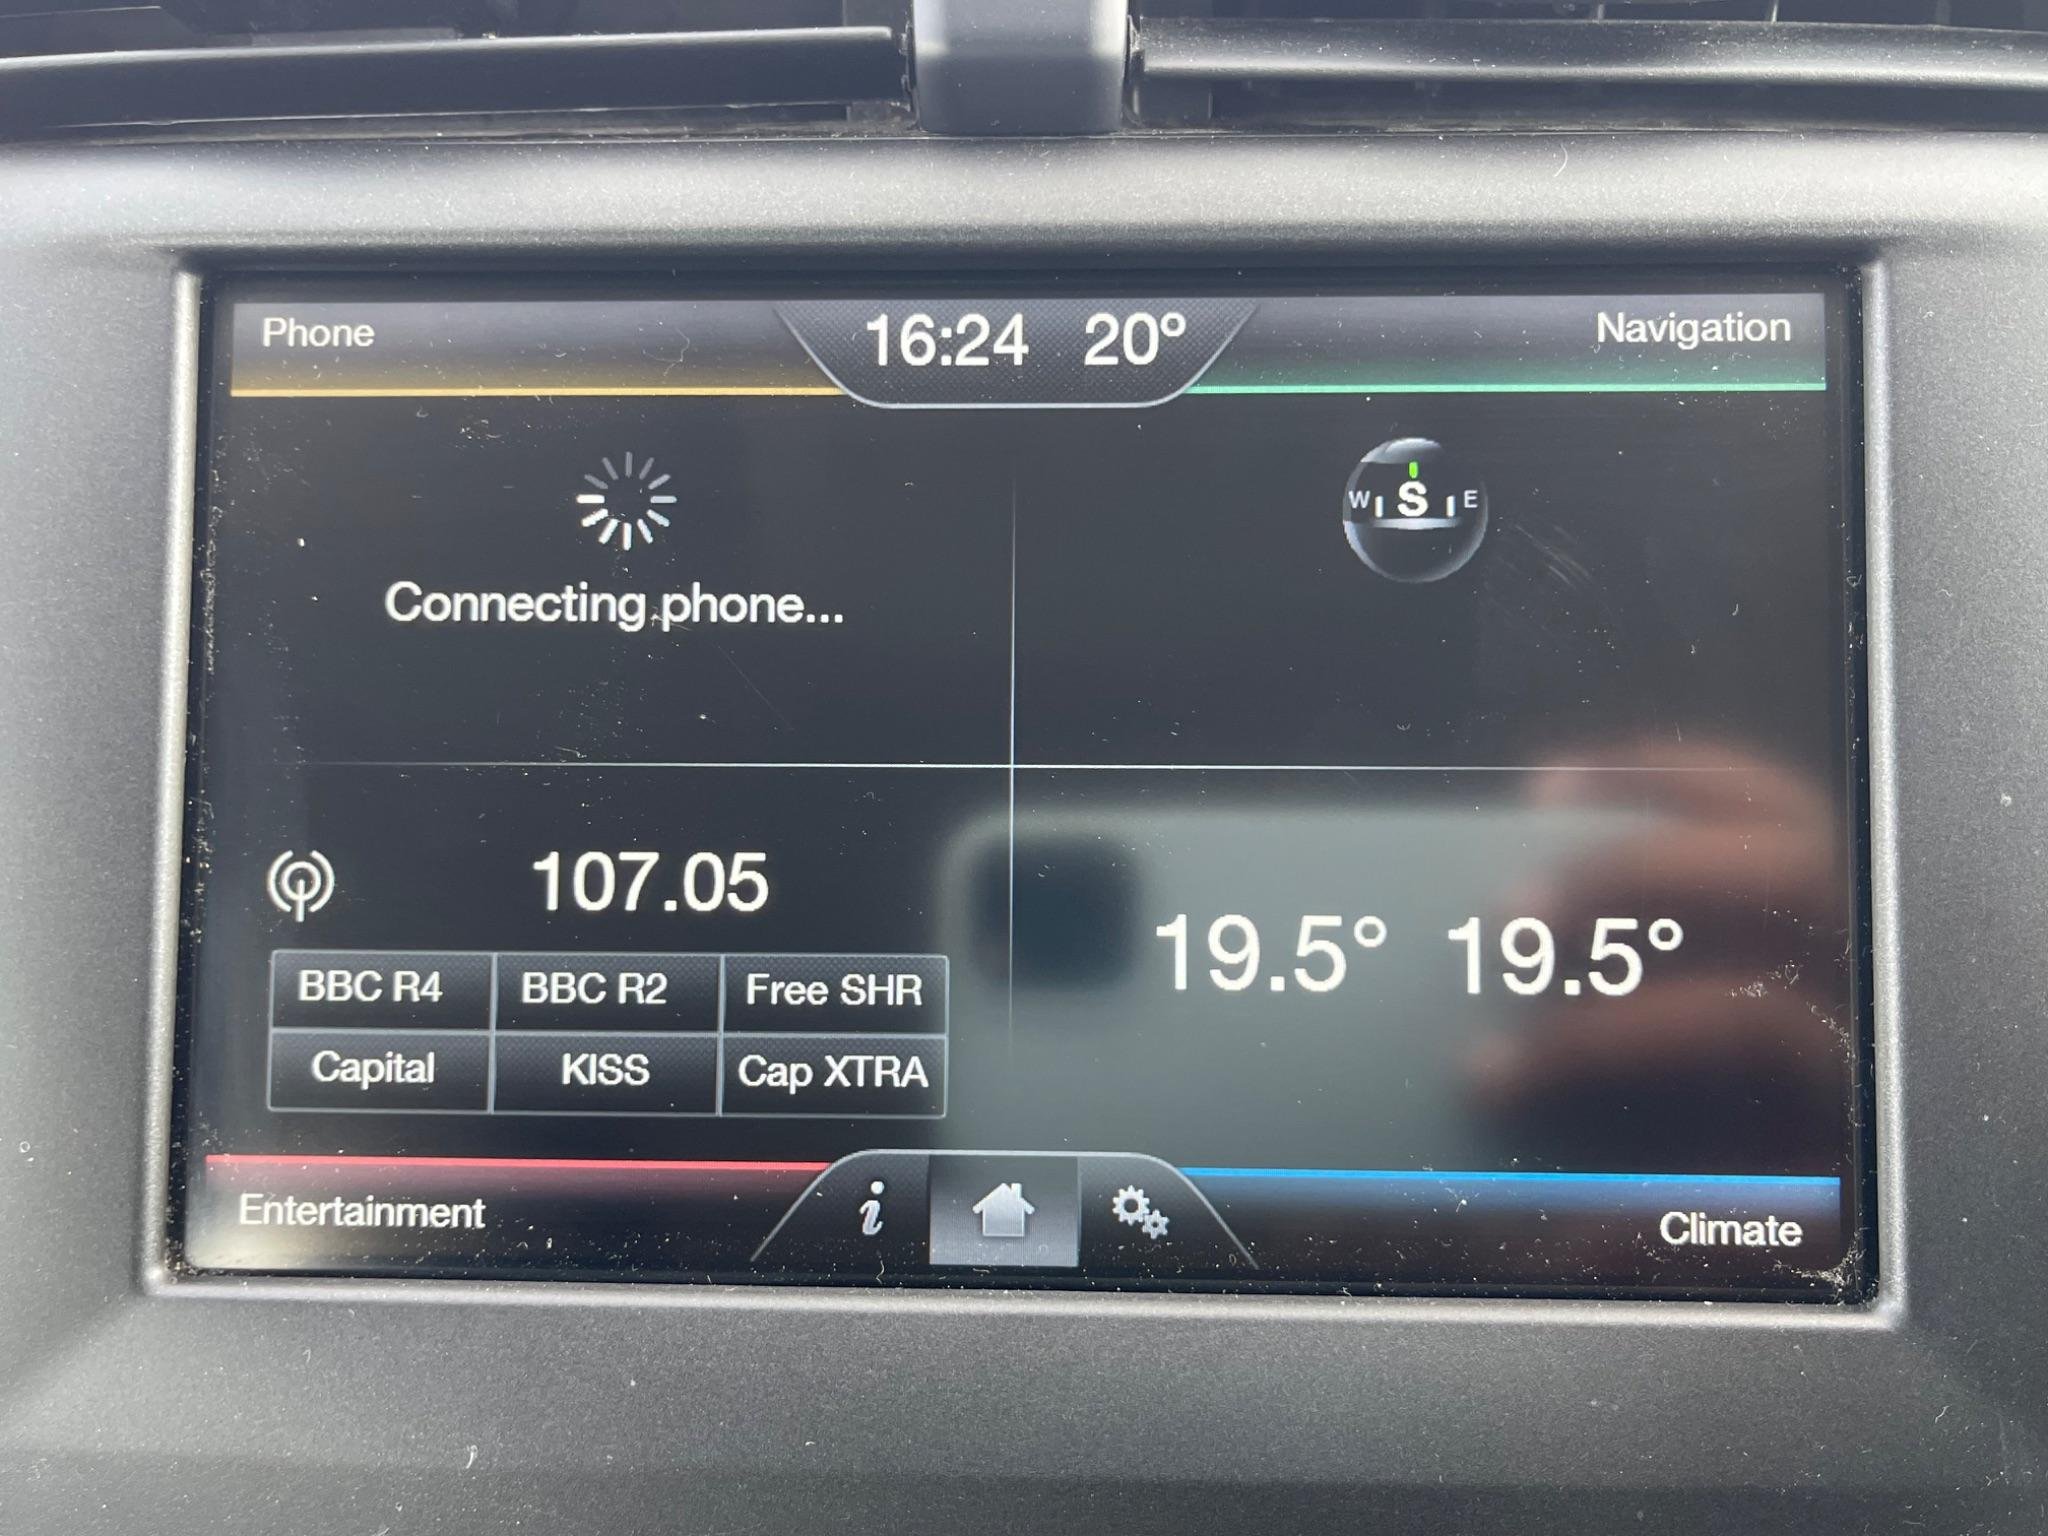 Phone
16:24 20°
Navigation
W S E
Connecting phone...
107.05
BBC R4 BBC R2 Free SHR
Capital KISS Cap XTRA
19.5° 19.5°
Entertainment
i
Climate